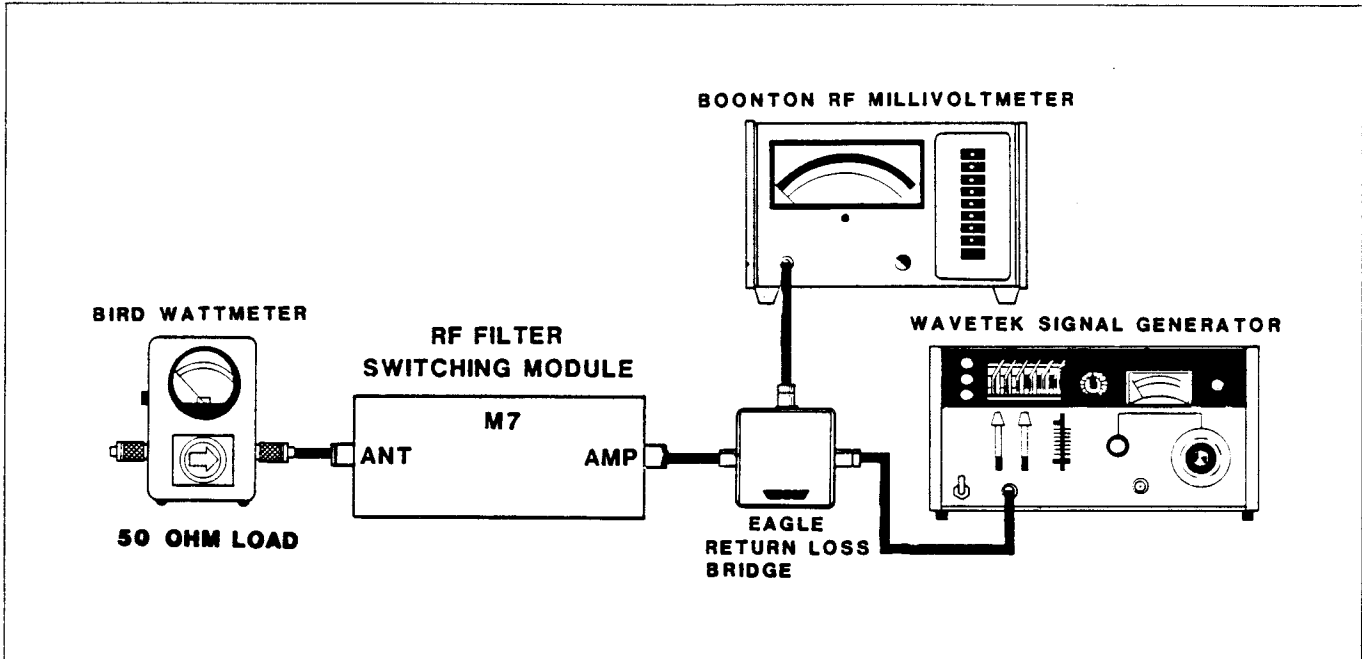 BOONTON RF MILLIVOLTMETER
BIRD WATTMETER
RF FILTER
SWITCHING MODULE
WAVETEK SIGNAL GENERATOR
M7
ANT
AMP
50 OHM LOAD
EAGLE
RETURN LOSS
BRIDGE